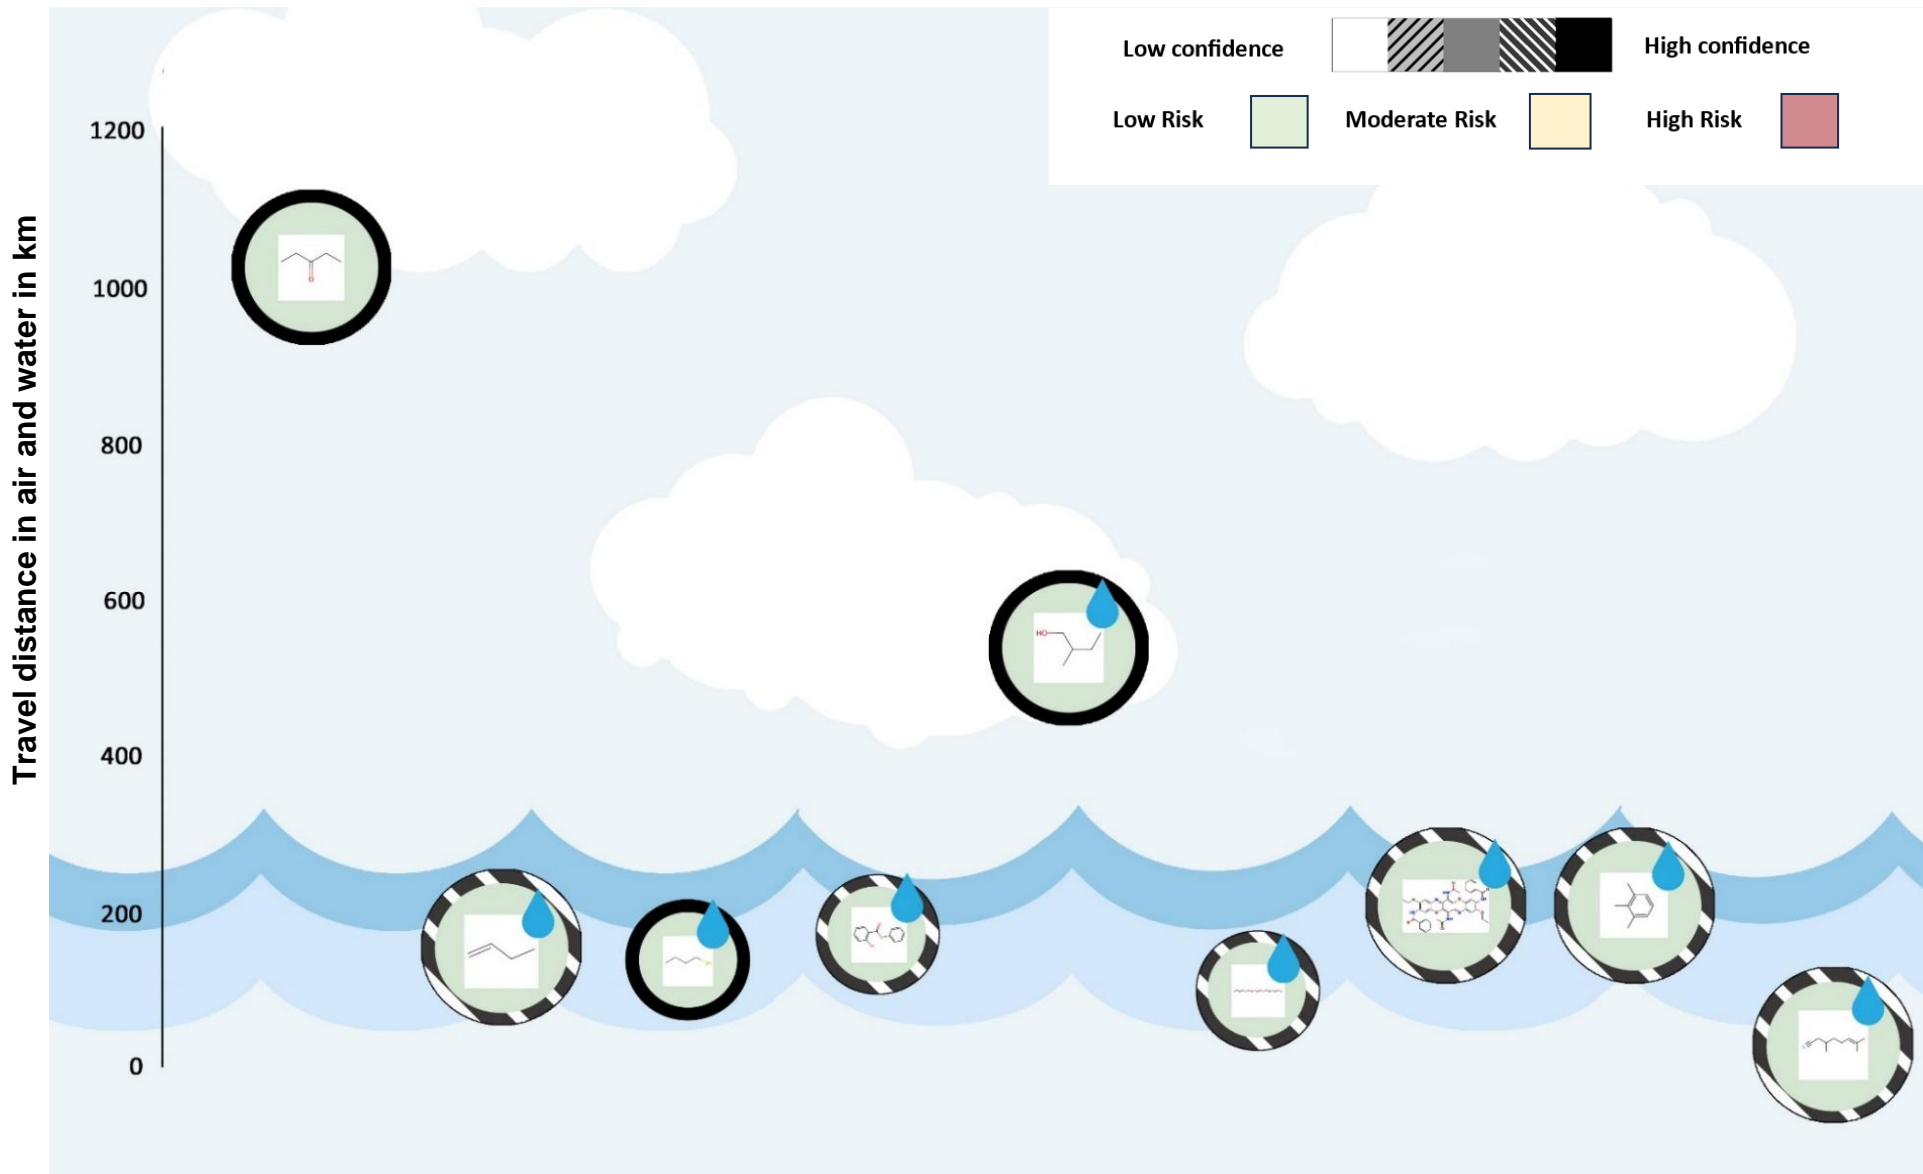 Low confidence
High confidence
Low Risk
Moderate Risk
High Risk
Travel distance in air and water in km
1200
1000
800
600
400
200
0
HO